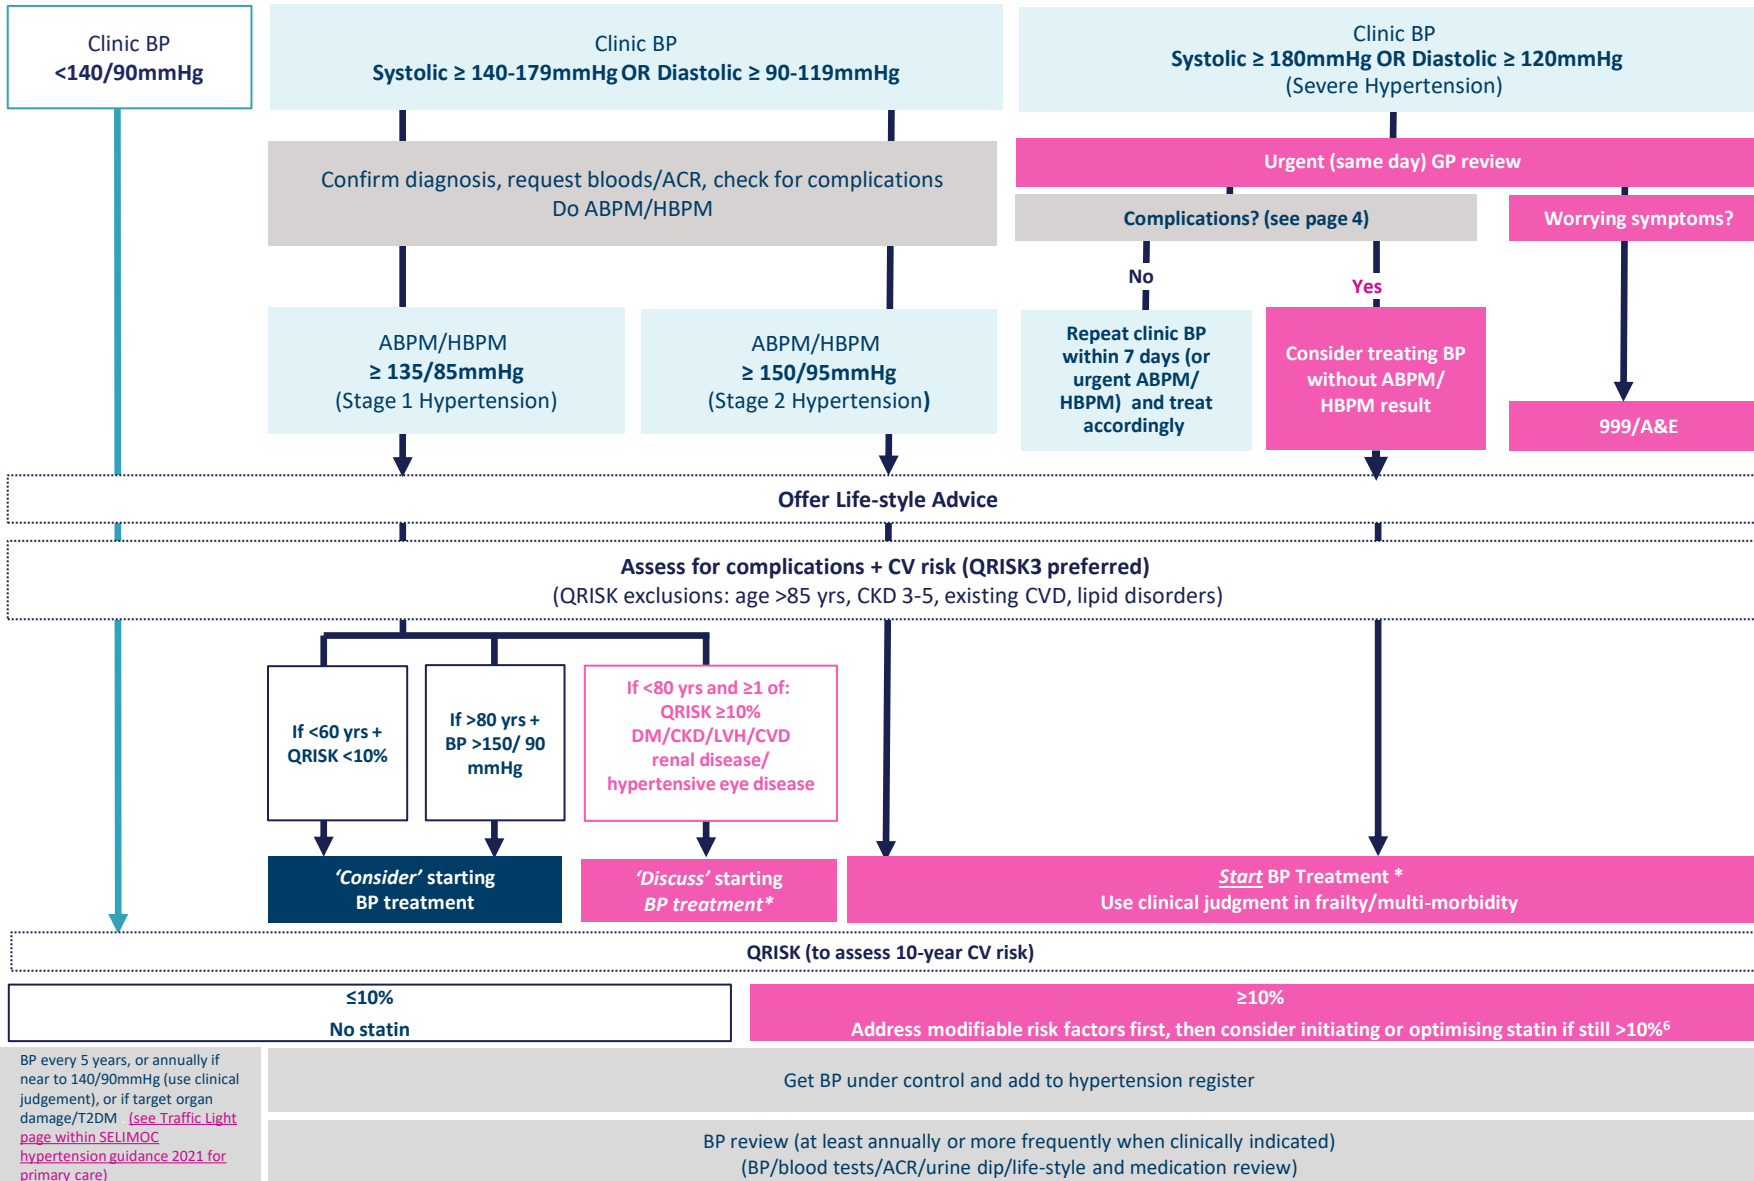 Clinic BP
<140/90mmHg
Clinic BP
Systolic ≥ 140-179mmHg OR Diastolic ≥ 90-119mmHg
Clinic BP
Systolic ≥ 180mmHg OR Diastolic ≥ 120mmHg
(Severe Hypertension)
Confirm diagnosis, request bloods/ACR, check for complications
Do ABPM/HBPM
Urgent (same day) GP review
Complications? (see page 4)
Worrying symptoms?
No
Yes
ABPM/HBPM
≥ 135/85mmHg
(Stage 1 Hypertension)
ABPM/HBPM
≥ 150/95mmHg
(Stage 2 Hypertension)
Repeat clinic BP
within 7 days (or
urgent ABPM/
HBPM) and treat
accordingly
Consider treating BP
without ABPM/
HBPM result
999/A&E
Offer Life-style Advice
Assess for complications + CV risk (QRISK3 preferred)
(QRISK exclusions: age >85 yrs, CKD 3-5, existing CVD, lipid disorders)
If <60 yrs +
QRISK <10%
If >80 yrs +
BP >150/ 90
mmHg
If <80 yrs and ≥1 of:
QRISK ≥10%
DM/CKD/LVH/CVD
renal disease/
hypertensive eye disease
'Consider' starting
BP treatment
'Discuss' starting
BP treatment*
Start BP Treatment *
Use clinical judgment in frailty/multi-morbidity
QRISK (to assess 10-year CV risk)
≤10%
No statin
≥10%
Address modifiable risk factors first, then consider initiating or optimising statin if still >10%⁶
BP every 5 years, or annually if
near to 140/90mmHg (use clinical
judgement), or if target organ
damage/T2DM . (see Traffic Light
page within SELIMOC
hypertension guidance 2021 for
primary care)
Get BP under control and add to hypertension register
BP review (at least annually or more frequently when clinically indicated)
(BP/blood tests/ACR/urine dip/life-style and medication review)